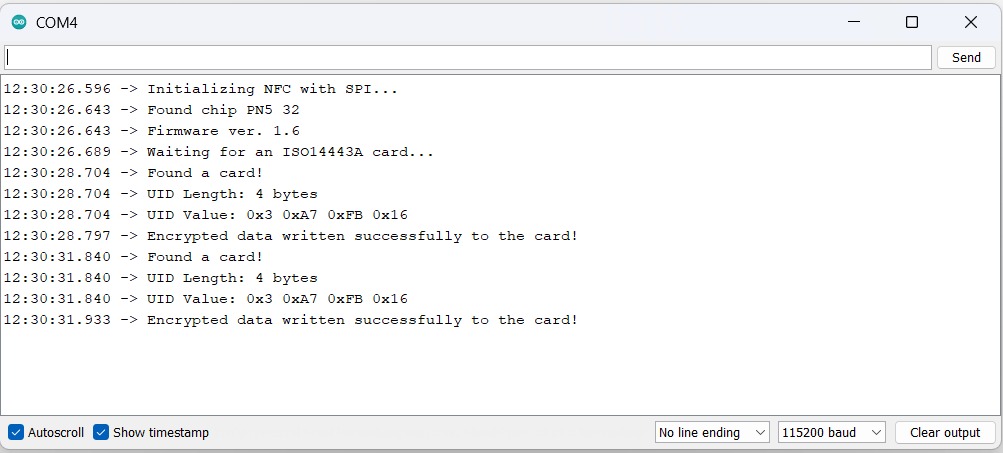 COM4
Send
12:30:26.596 -> Initializing NFC with SPI...
12:30:26.643 -> Found chip PN5 32
12:30:26.643 -> Firmware ver. 1.6
12:30:26.689 -> Waiting for an ISO14443A card...
12:30:28.704 -> Found a card!
12:30:28.704 -> UID Length: 4 bytes
12:30:28.704 -> UID Value: 0x3 0xA7 0xFB 0x16
12:30:28.797 -> Encrypted data written successfully to the card!
12:30:31.840 -> Found a card!
12:30:31.840 -> UID Length: 4 bytes
12:30:31.840 -> UID Value: 0x3 0xA7 0xFB 0x16
12:30:31.933 -> Encrypted data written successfully to the card!
Autoscroll Show timestamp No line ending 115200 baud Clear output